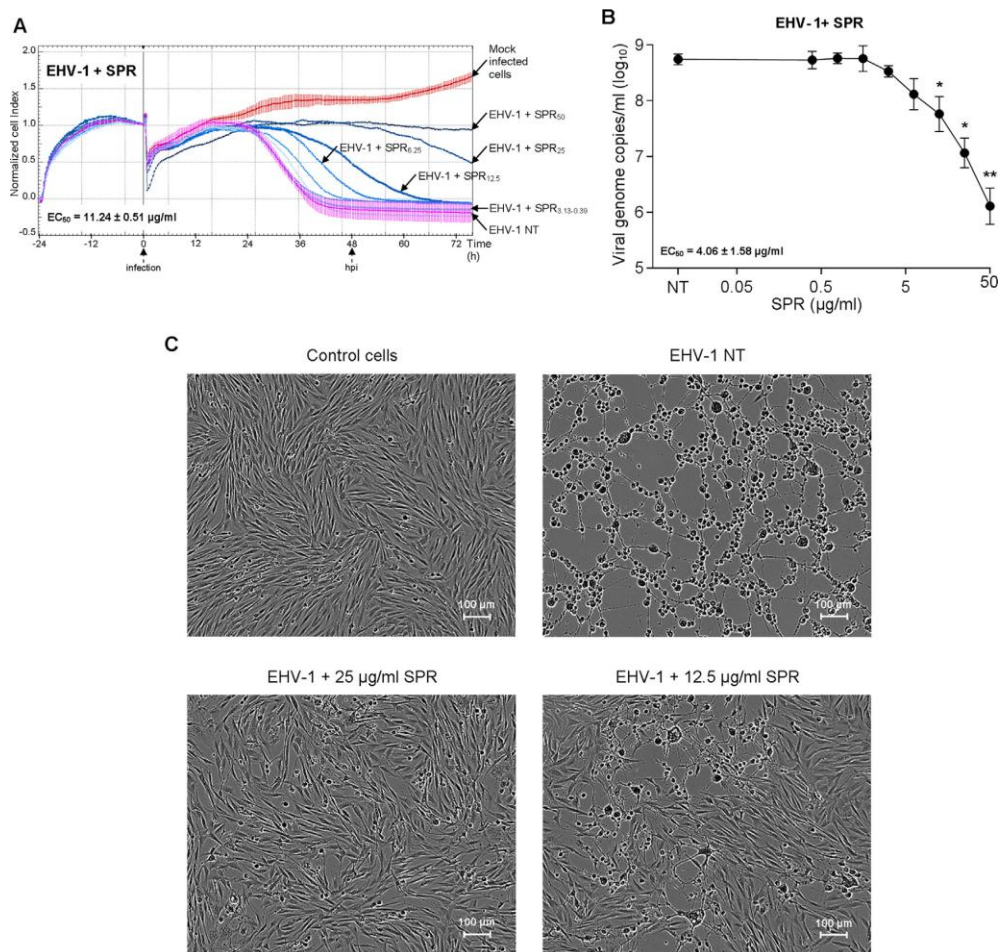 A
EHV-1 + SPR
Normalized cell Index
2.0
1.5
1.0
0.5
0.0
-0.5
EC₅₀ = 11.24 ± 0.51 µg/ml
-24
-12
0
12
24
36
48
60
72
Time
(h)
infection
hpi
Mock
infected
cells
EHV-1 + SPR₅₀
EHV-1 + SPR₂₅
EHV-1 + SPR₆.₂₅
EHV-1 + SPR₁₂.₅
EHV-1 + SPR₃.₁₃₋₀.₃₉
EHV-1 NT
B
EHV-1+ SPR
Viral genome copies/ml (log₁₀)
9
8
7
6
5
*
*
**
EC₅₀ = 4.06 ± 1.58 µg/ml
NT
0.05
0.5
5
50
SPR (µg/ml)
C
Control cells
EHV-1 NT
100 µm
100 µm
EHV-1 + 25 µg/ml SPR
EHV-1 + 12.5 µg/ml SPR
100 µm
100 µm